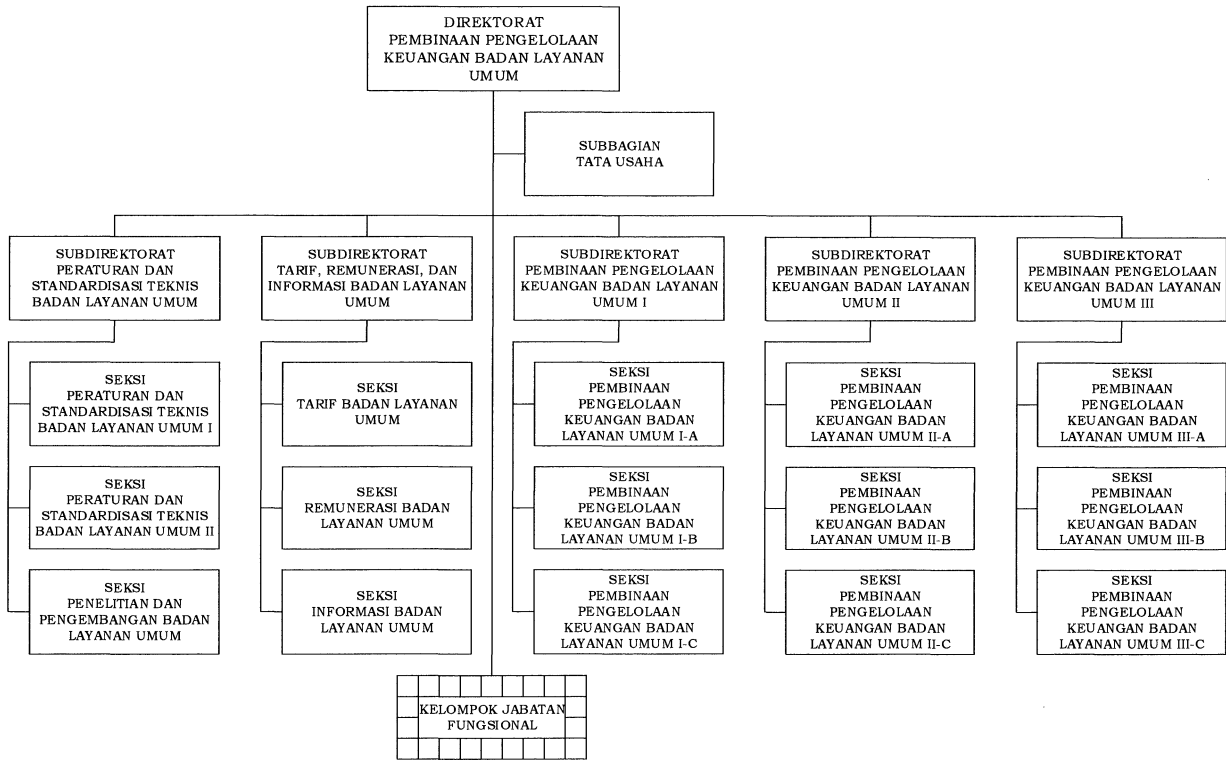 DIREKTORAT
PEMBINAAN PENGELOLAAN
KEUANGAN BADAN LAYANAN
UMUM
SUBBAGIAN
TATA USAHA
SUBDIREKTORAT
PERATURAN DAN
STANDARDISASI TEKNIS
BADAN LAYANAN UMUM
SUBDIREKTORAT
TARIF, REMUNERASI, DAN
INFORMASI BADAN LAYANAN
UMUM
SUBDIREKTORAT
PEMBINAAN PENGELOLAAN
KEUANGAN BADAN LAYANAN
UMUM I
SUBDIREKTORAT
PEMBINAAN PENGELOLAAN
KEUANGAN BADAN LAYANAN
UMUM II
SUBDIREKTORAT
PEMBINAAN PENGELOLAAN
KEUANGAN BADAN LAYANAN
UMUM III
SEKSI
PERATURAN DAN
STANDARDISASI TEKNIS
BADAN LAYANAN UMUM I
SEKSI
TARIF BADAN LAYANAN
UMUM
SEKSI
PEMBINAAN
PENGELOLAAN
KEUANGAN BADAN
LAYANAN UMUM I-A
SEKSI
PEMBINAAN
PENGELOLAAN
KEUANGAN BADAN
LAYANAN UMUM II-A
SEKSI
PEMBINAAN
PENGELOLAAN
KEUANGAN BADAN
LAYANAN UMUM III-A
SEKSI
PERATURAN DAN
STANDARDISASI TEKNIS
BADAN LAYANAN UMUM II
SEKSI
REMUNERASI BADAN
LAYANAN UMUM
SEKSI
PEMBINAAN
PENGELOLAAN
KEUANGAN BADAN
LAYANAN UMUM I-B
SEKSI
PEMBINAAN
PENGELOLAAN
KEUANGAN BADAN
LAYANAN UMUM II-B
SEKSI
PEMBINAAN
PENGELOLAAN
KEUANGAN BADAN
LAYANAN UMUM III-B
SEKSI
PENELITIAN DAN
PENGEMBANGAN BADAN
LAYANAN UMUM
SEKSI
INFORMASI BADAN
LAYANAN UMUM
SEKSI
PEMBINAAN
PENGELOLAAN
KEUANGAN BADAN
LAYANAN UMUM I-C
SEKSI
PEMBINAAN
PENGELOLAAN
KEUANGAN BADAN
LAYANAN UMUM II-C
SEKSI
PEMBINAAN
PENGELOLAAN
KEUANGAN BADAN
LAYANAN UMUM III-C
KELOMPOK JABATAN
FUNGSIONAL